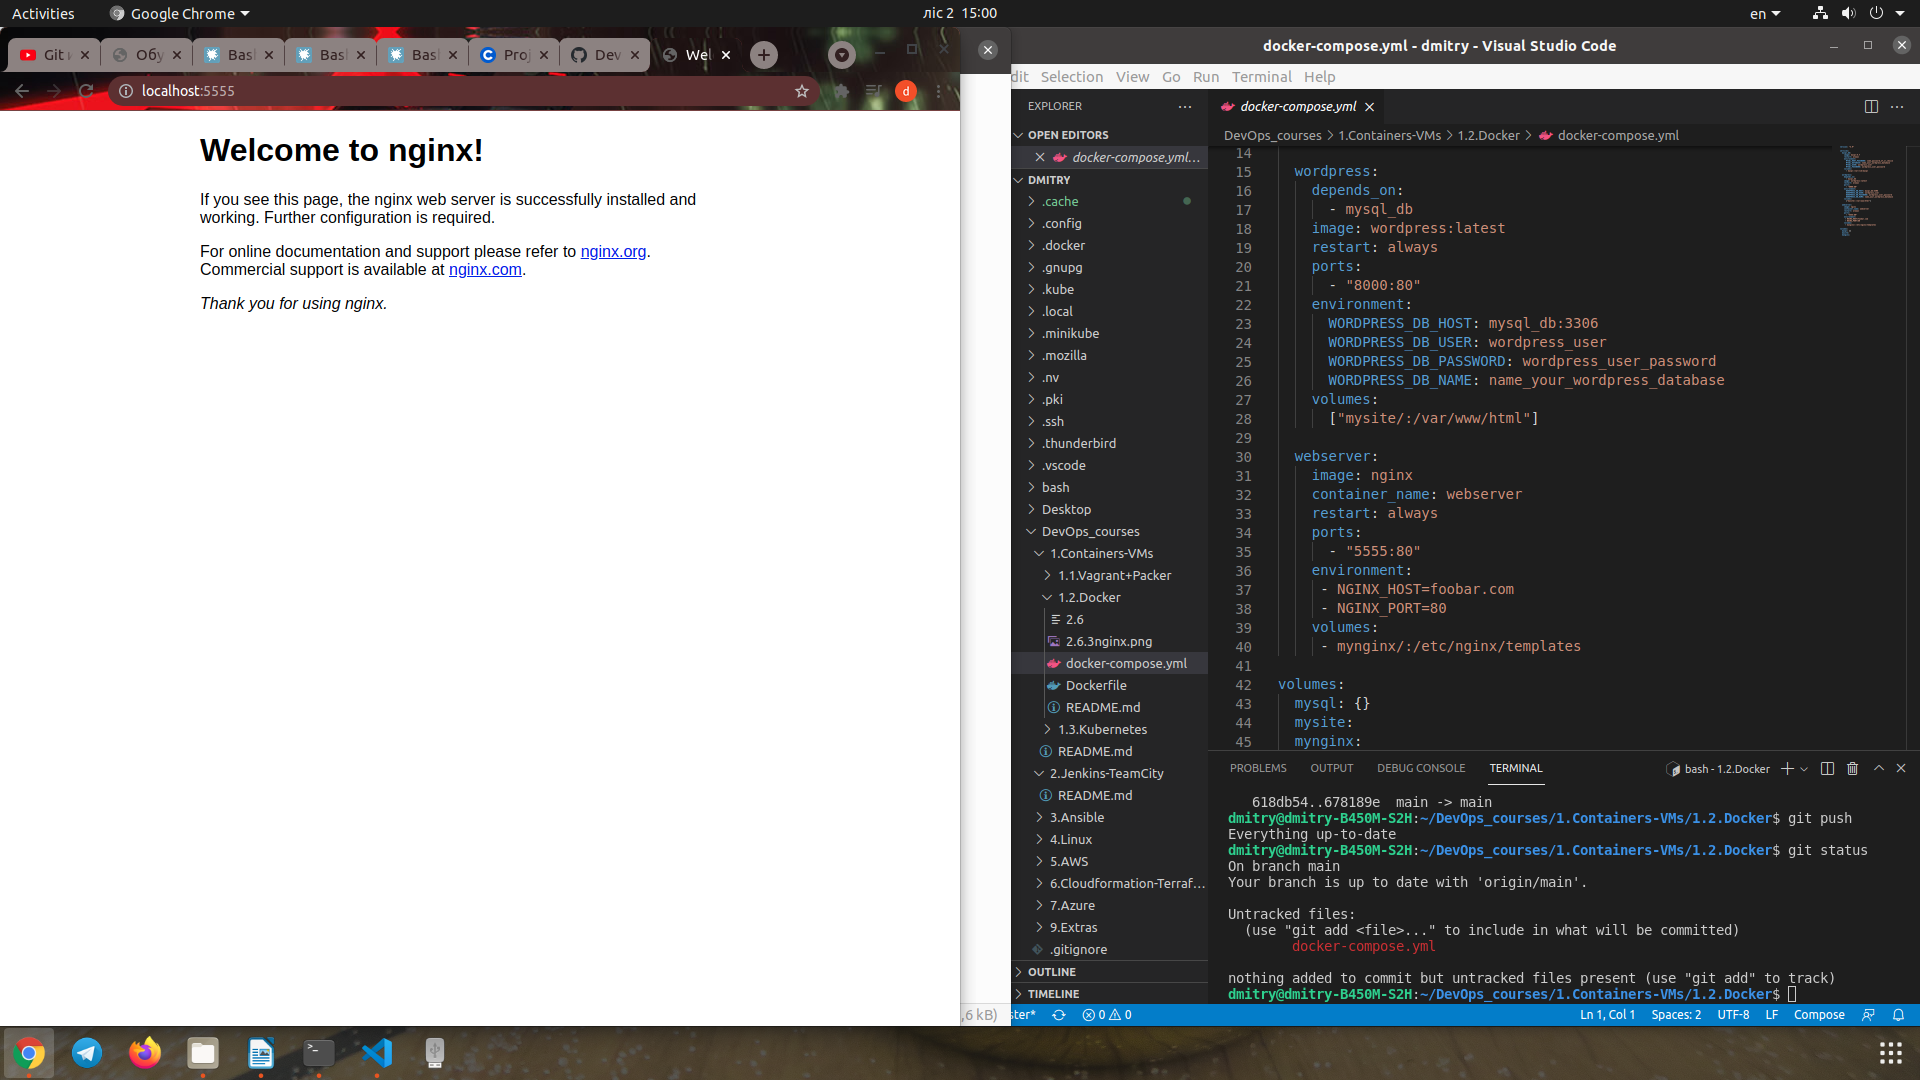 Activities
Google Chrome
ліс 2 15:00
en
Git и
Обу
Bas
Bas
Bas
Proj
Dev
Wel
localhost:5555
d
Welcome to nginx!
If you see this page, the nginx web server is successfully installed and
working. Further configuration is required.
For online documentation and support please refer to nginx.org.
Commercial support is available at nginx.com.
Thank you for using nginx.
,6 kB)
docker-compose.yml - dmitry - Visual Studio Code
dit Selection View Go Run Terminal Help
EXPLORER
OPEN EDITORS
docker-compose.yml...
DMITRY
.cache
.config
.docker
.gnupg
.kube
.local
.minikube
.mozilla
.nv
.pki
.ssh
.thunderbird
.vscode
bash
Desktop
DevOps_courses
1.Containers-VMs
1.1.Vagrant+Packer
1.2.Docker
2.6
2.6.3nginx.png
docker-compose.yml
Dockerfile
README.md
1.3.Kubernetes
README.md
2.Jenkins-TeamCity
README.md
3.Ansible
4.Linux
5.AWS
6.Cloudformation-Terraf...
7.Azure
9.Extras
.gitignore
OUTLINE
TIMELINE
docker-compose.yml
DevOps_courses > 1.Containers-VMs > 1.2.Docker > docker-compose.yml
14
15 wordpress:
16 depends_on:
17 - mysql_db
18 image: wordpress:latest
19 restart: always
20 ports:
21 - "8000:80"
22 environment:
23 WORDPRESS_DB_HOST: mysql_db:3306
24 WORDPRESS_DB_USER: wordpress_user
25 WORDPRESS_DB_PASSWORD: wordpress_user_password
26 WORDPRESS_DB_NAME: name_your_wordpress_database
27 volumes:
28 ["mysite/:/var/www/html"]
29
30 webserver:
31 image: nginx
32 container_name: webserver
33 restart: always
34 ports:
35 - "5555:80"
36 environment:
37 - NGINX_HOST=foobar.com
38 - NGINX_PORT=80
39 volumes:
40 - mynginx/:/etc/nginx/templates
41
42 volumes:
43 mysql: {}
44 mysite:
45 mynginx:
PROBLEMS OUTPUT DEBUG CONSOLE TERMINAL
bash - 1.2.Docker
618db54..678189e main -> main
dmitry@dmitry-B450M-S2H:~/DevOps_courses/1.Containers-VMs/1.2.Docker$ git push
Everything up-to-date
dmitry@dmitry-B450M-S2H:~/DevOps_courses/1.Containers-VMs/1.2.Docker$ git status
On branch main
Your branch is up to date with 'origin/main'.
Untracked files:
(use "git add <file>..." to include in what will be committed)
docker-compose.yml
nothing added to commit but untracked files present (use "git add" to track)
dmitry@dmitry-B450M-S2H:~/DevOps_courses/1.Containers-VMs/1.2.Docker$
ster* 0 0
Ln 1, Col 1 Spaces: 2 UTF-8 LF Compose